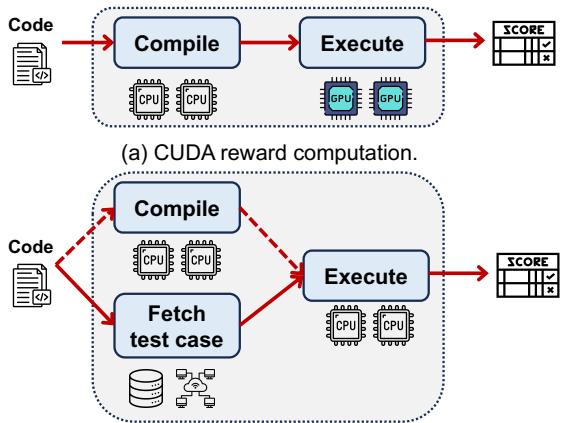 Code
Compile
Execute
SCORE
CPU
CPU
GPU
GPU
(a) CUDA reward computation.
Code
Compile
CPU
CPU
Fetch
test case
Execute
CPU
CPU
SCORE